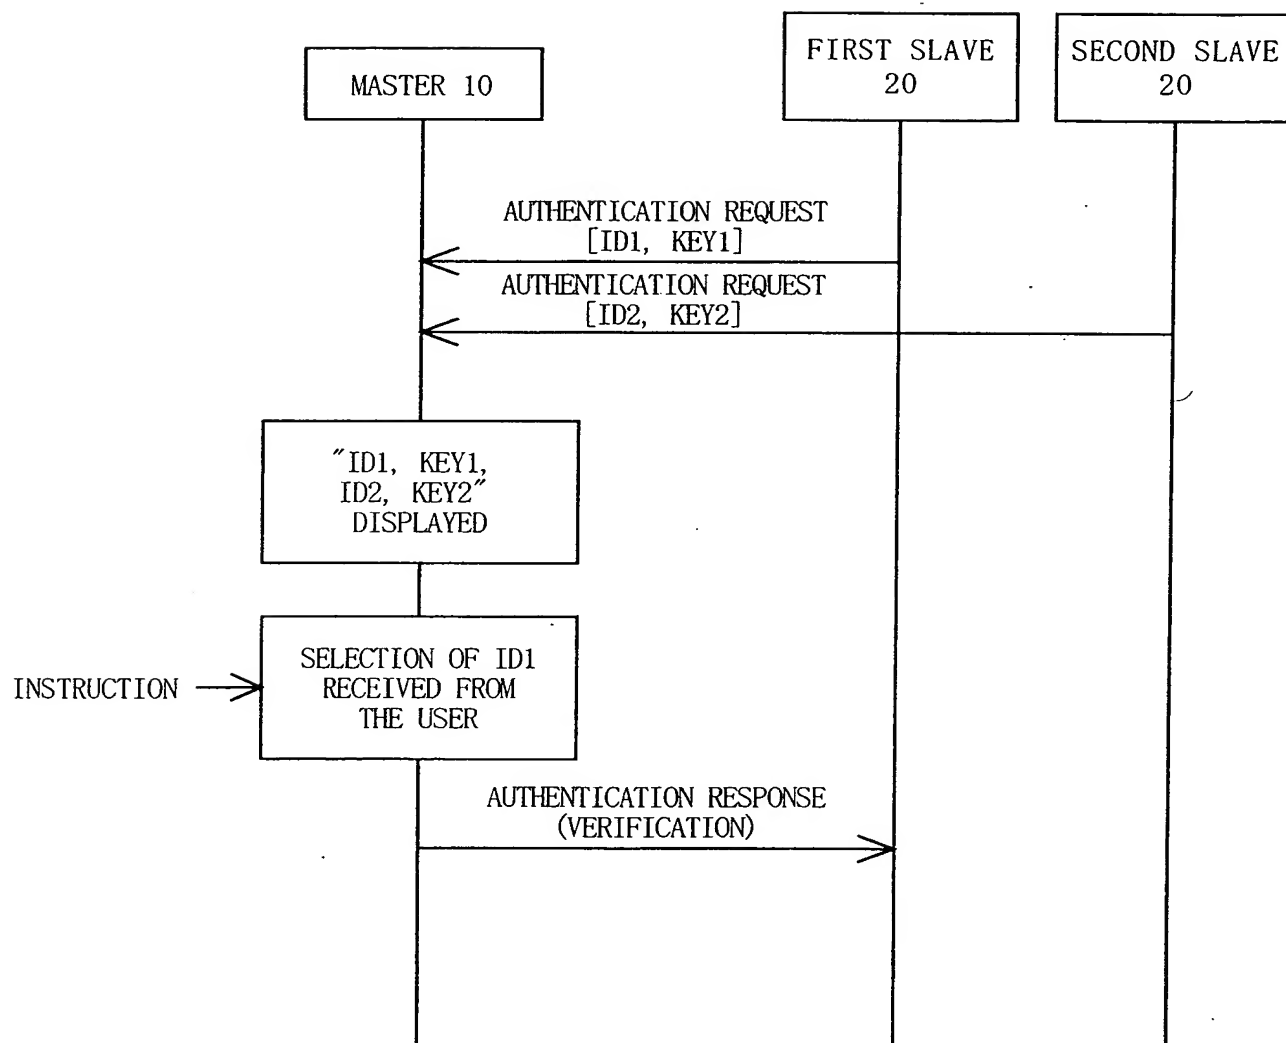 MASTER 10
FIRST SLAVE
20
SECOND SLAVE
20
AUTHENTICATION REQUEST
[ID1, KEY1]
AUTHENTICATION REQUEST
[ID2, KEY2]
"ID1, KEY1,
ID2, KEY2"
DISPLAYED
INSTRUCTION
SELECTION OF ID1
RECEIVED FROM
THE USER
AUTHENTICATION RESPONSE
(VERIFICATION)